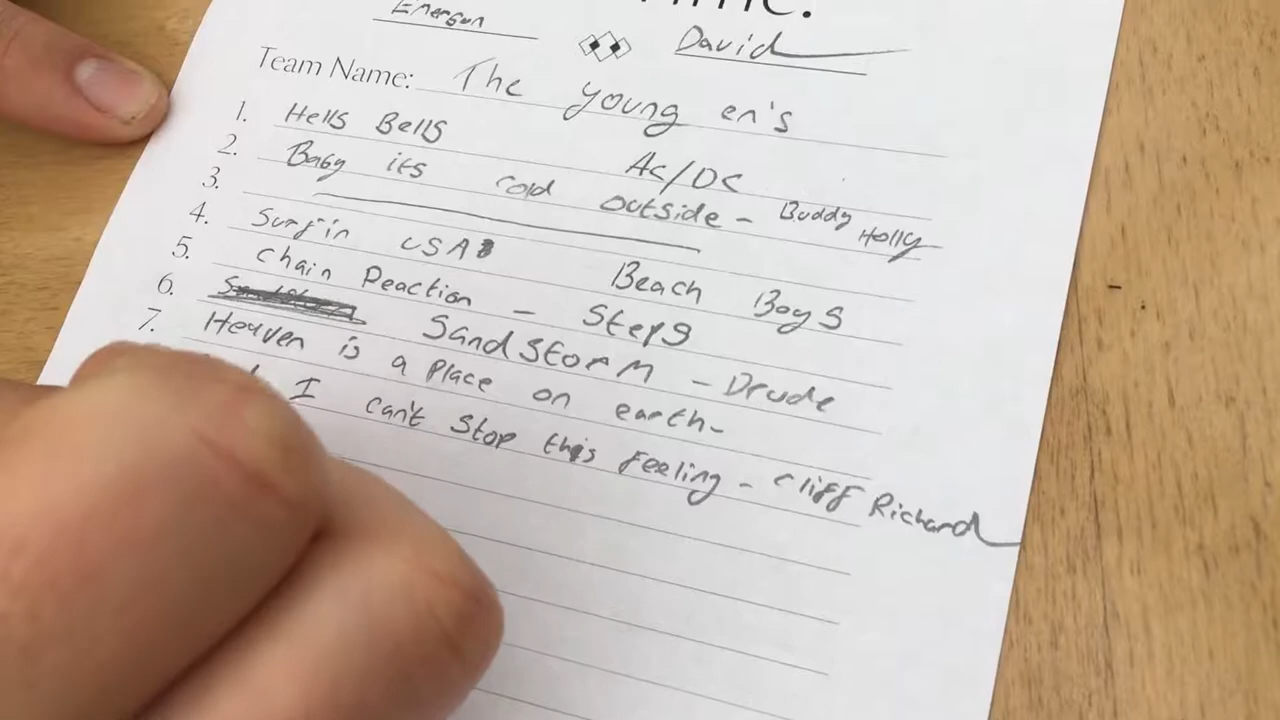 Emergun David
Team Name: The young en's
1. Hells Bells AC/DC
2. Baby its cold outside - Buddy Holly
3.
4. Surfin USA Beach Boys
5. Chain Reaction - Steps
6. SandStorm - Drude
7. Heaven is a place on earth-
I can't stop this feeling - Cliff Richard